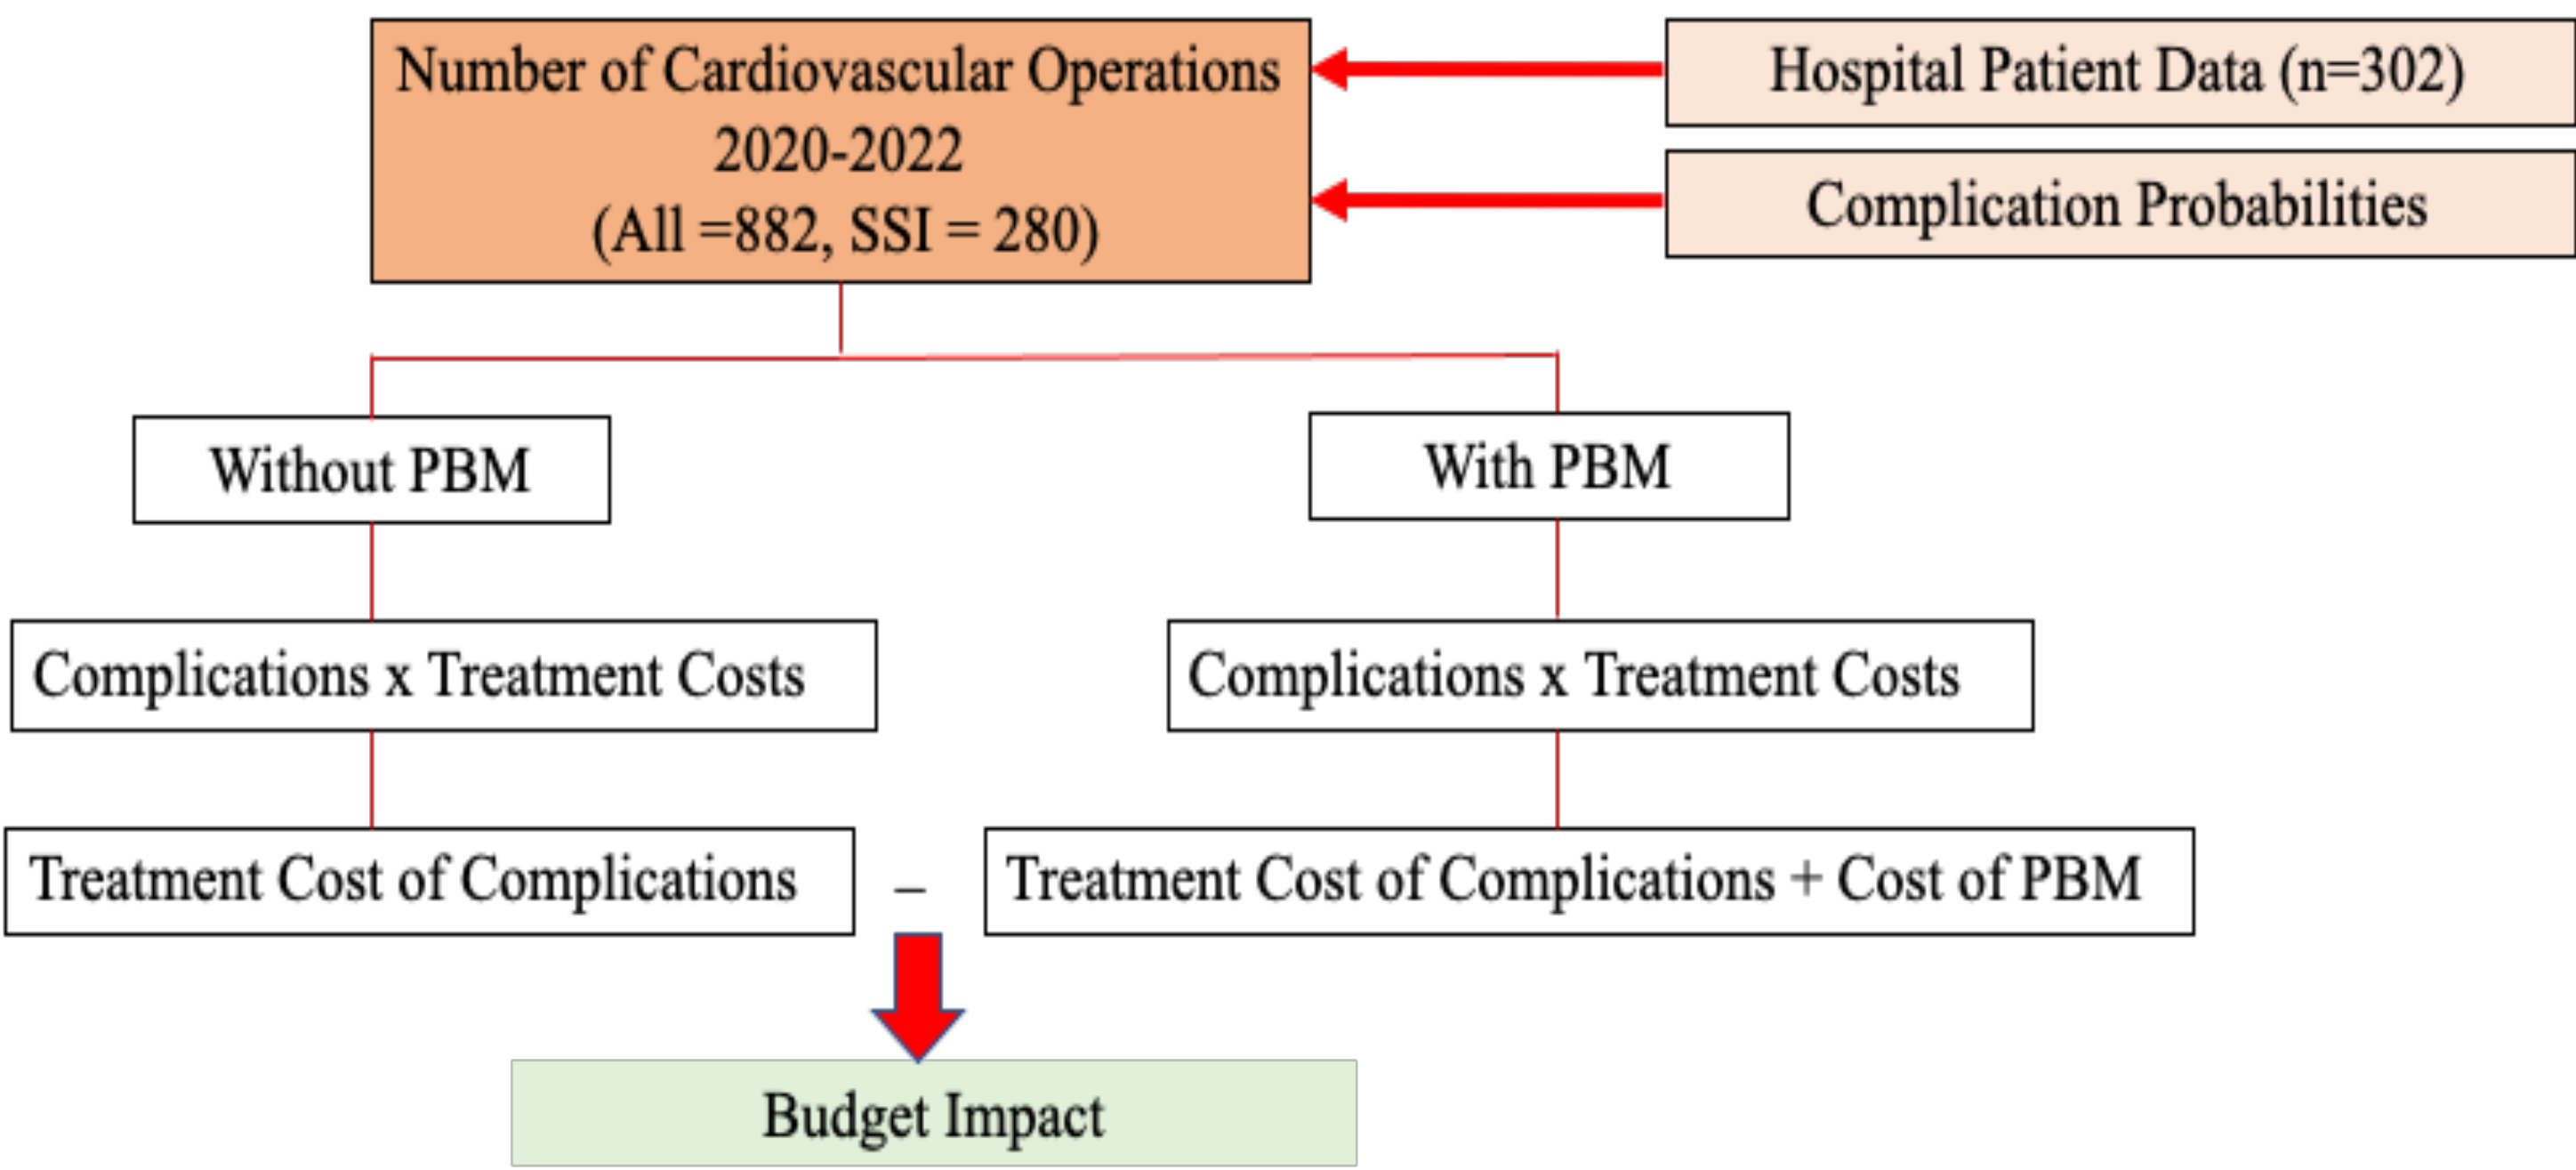 Number of Cardiovascular Operations
2020-2022
(All =882, SSI = 280)
Hospital Patient Data (n=302)
Complication Probabilities
Without PBM
With PBM
Complications x Treatment Costs
Complications x Treatment Costs
Treatment Cost of Complications
–
Treatment Cost of Complications + Cost of PBM
Budget Impact